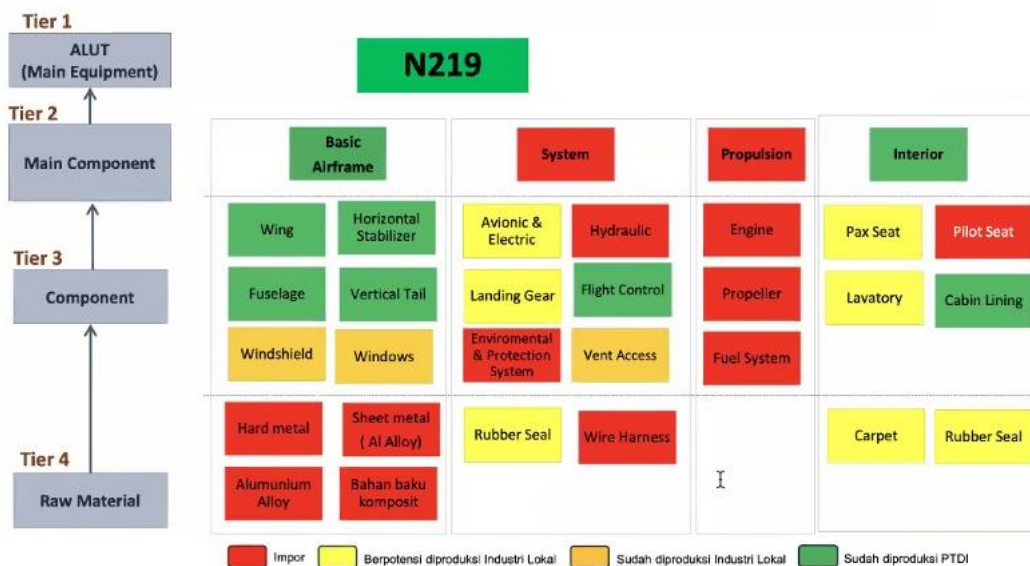 Tier 1
ALUT
(Main Equipment)
N219
Tier 2
Main Component
Basic
Airframe
System
Propulsion
Interior
Tier 3
Component
Wing
Horizontal
Stabilizer
Avionic &
Electric
Hydraulic
Engine
Pax Seat
Pilot Seat
Fuselage
Vertical Tail
Landing Gear
Flight Control
Propelier
Lavatory
Cabin Lining
Windshield
Windows
Enviromental
& Protection
System
Vent Access
Fuel System
Tier 4
Raw Material
Hard metal
Sheet metal
( Al Alloy)
Rubber Seal
Wire Harness
Carpet
Rubber Seal
Alumunium
Alloy
Bahan baku
komposit
Impor
Berpotensi diproduksi Industri Lokal
Sudah diproduksi Industri Lokal
Sudah diproduksi PTDI